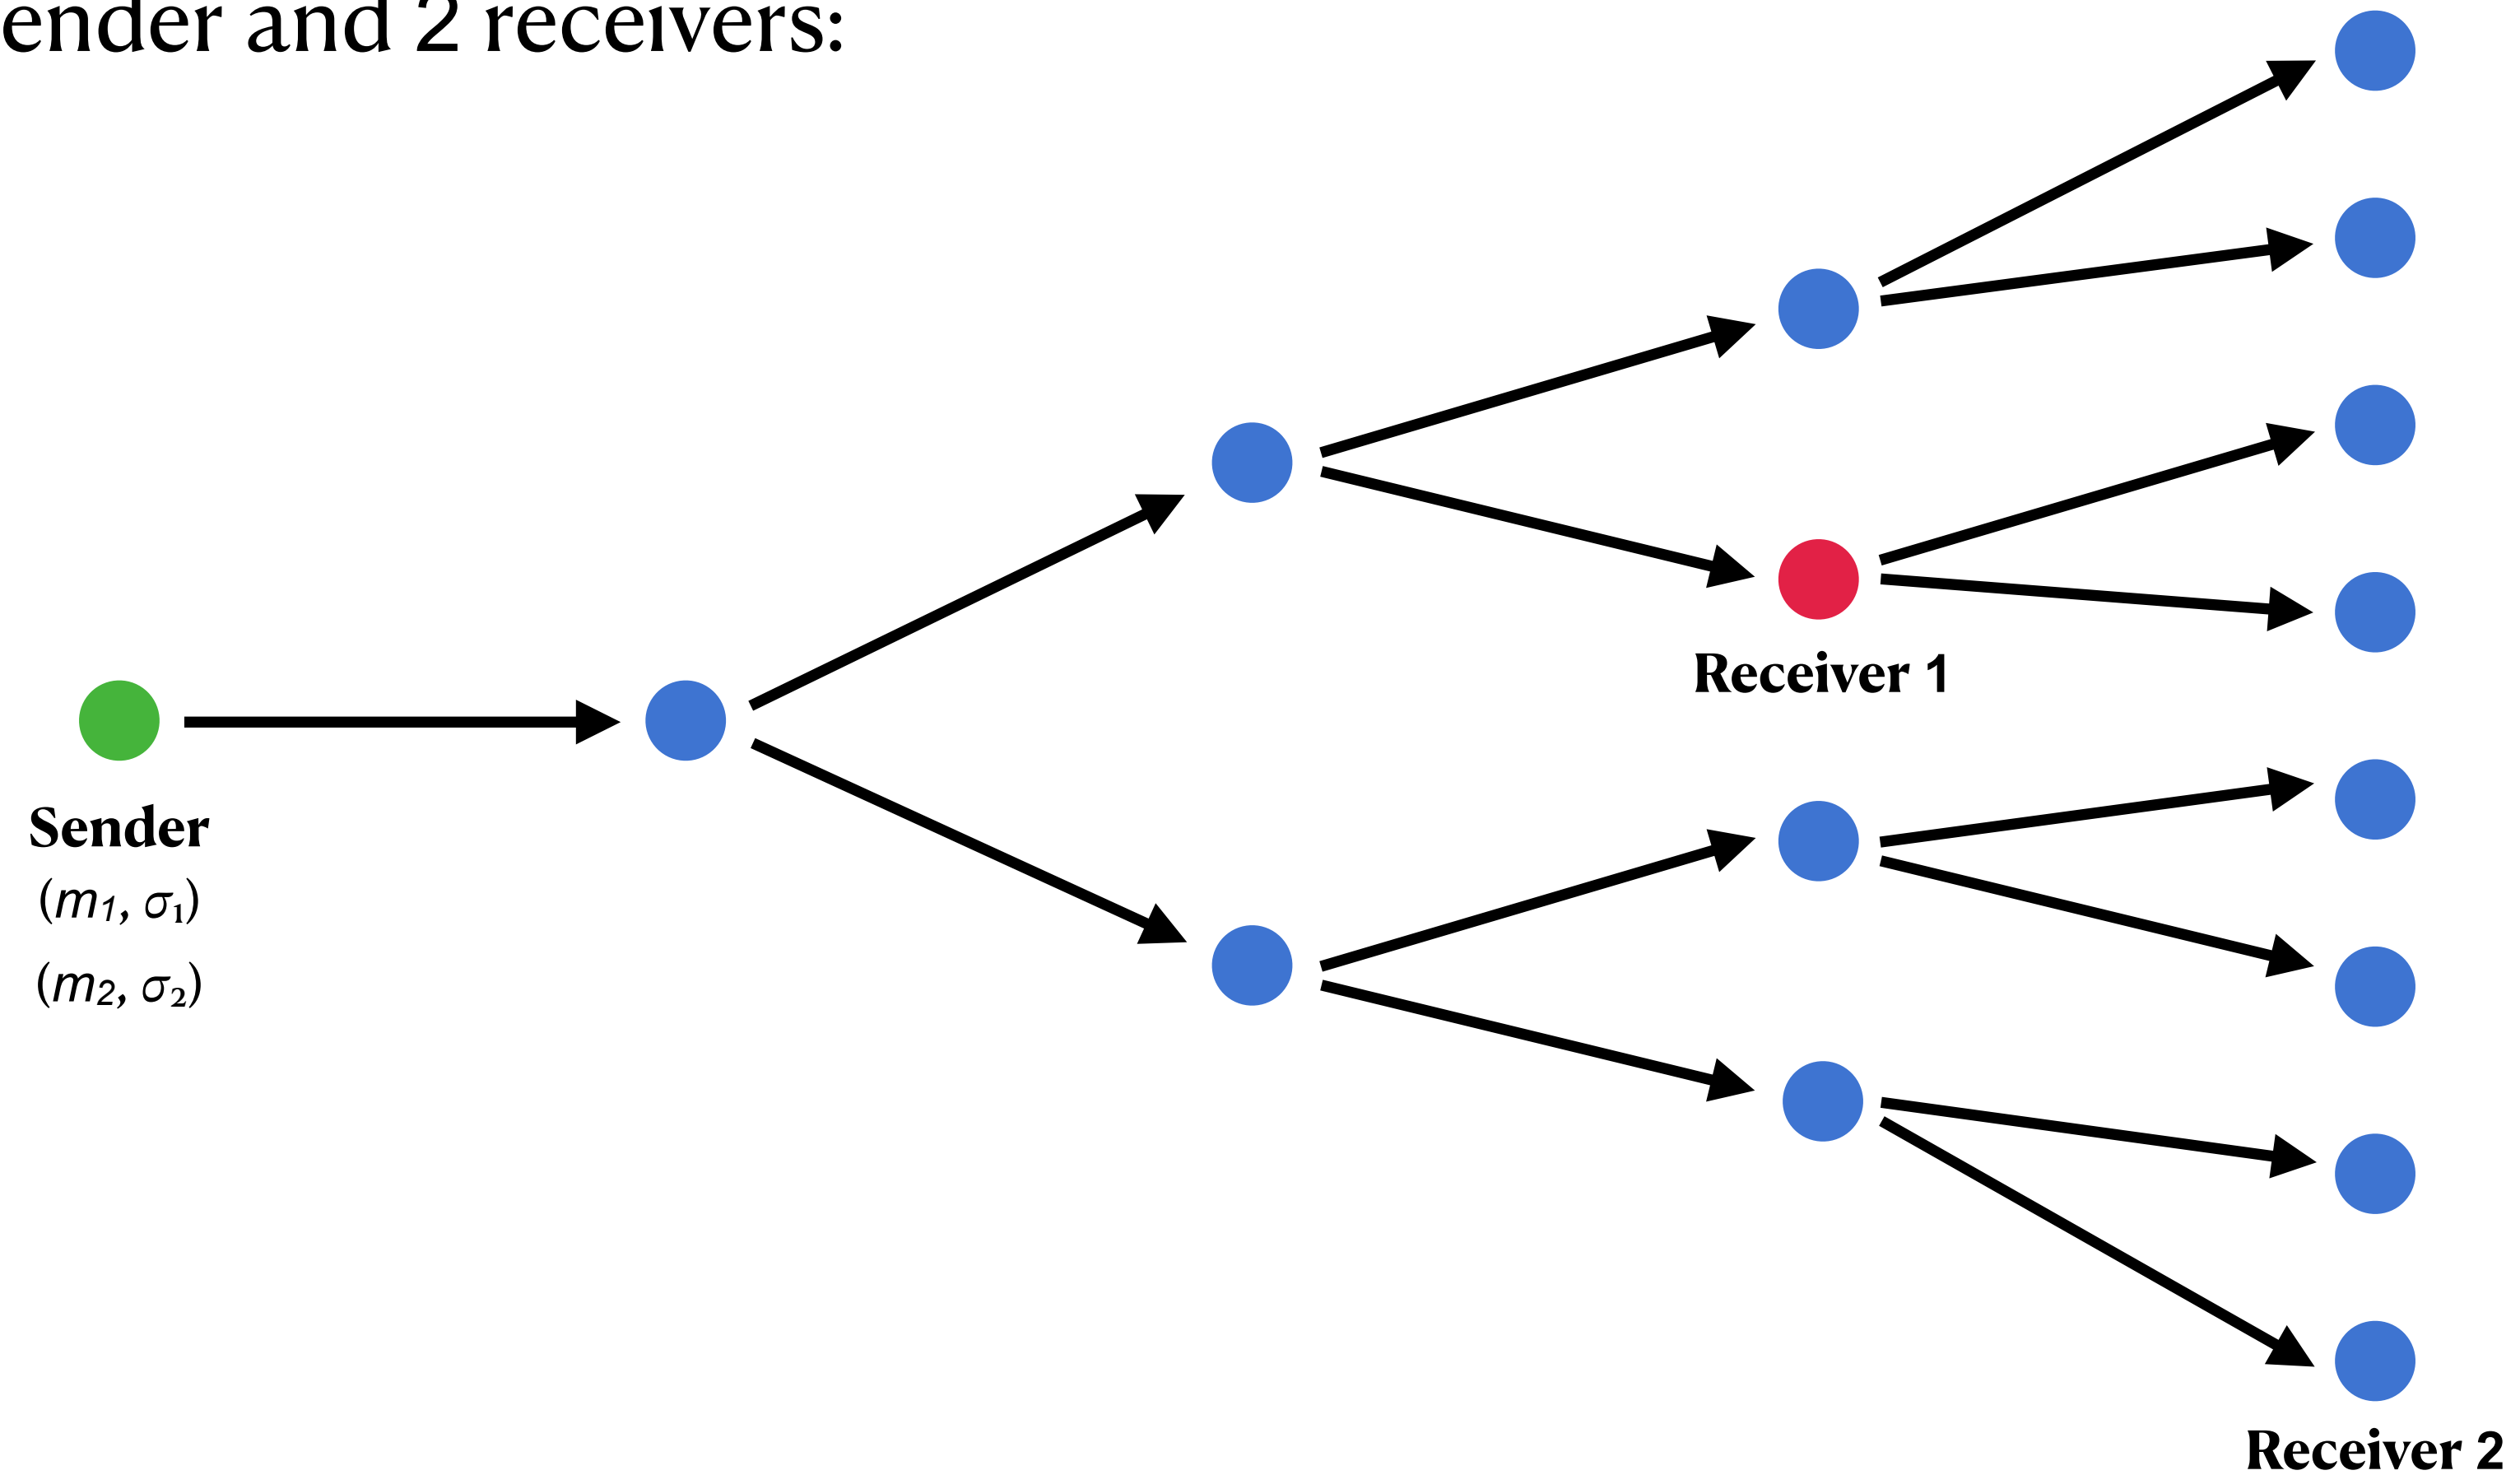 ender and 2 receivers:
Receiver 1
Sender
(m1, σ1)
(m2, σ2)
Receiver 2